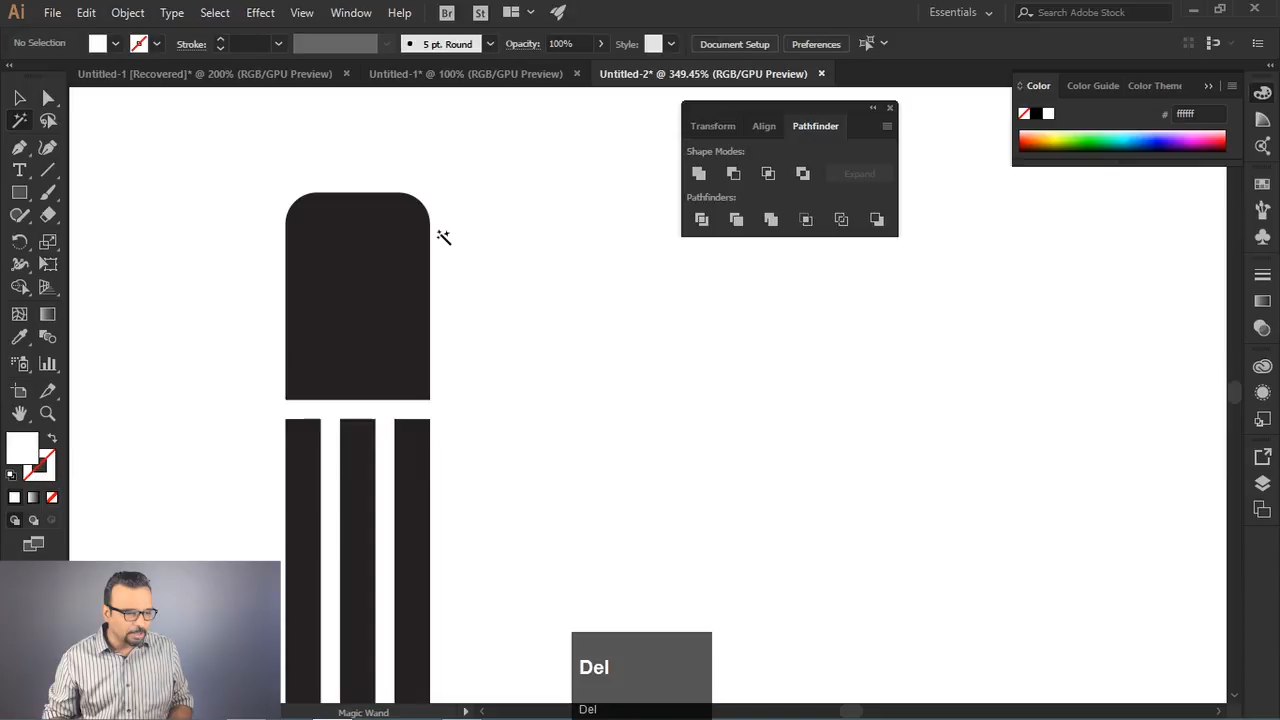 Ai File Edit Object Type Select Effect View Window Help Br St Essentials Search Adobe Stock
No Selection Stroke: 5 pt. Round Opacity: 100% Style: Document Setup Preferences
Untitled-1 [Recovered]* @ 200% (RGB/GPU Preview) Untitled-1* @ 100% (RGB/GPU Preview) Untitled-2* @ 349.45% (RGB/GPU Preview)
Color Color Guide Color Theme
# ffffff
Transform Align Pathfinder
Shape Modes:
Expand
Pathfinders:
Del
Del
Magic Wand